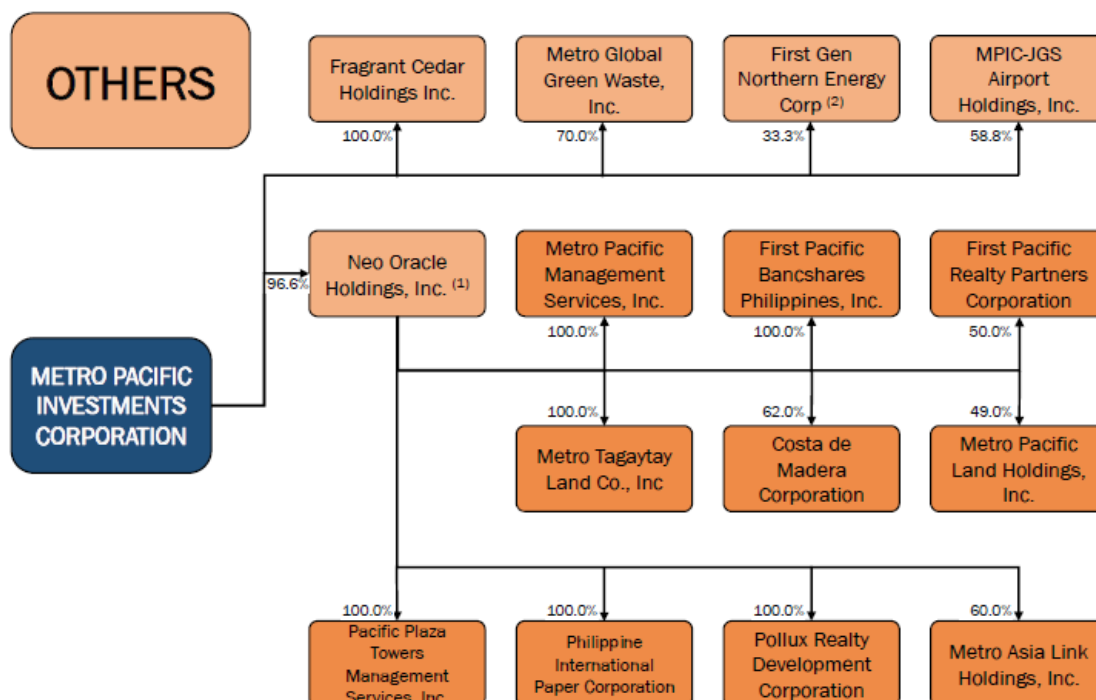 OTHERS
Fragrant Cedar
Holdings Inc.
Metro Global
Green Waste,
Inc.
First Gen
Northern Energy
Corp (2)
MPIC-JGS
Airport
Holdings, Inc.
100.0%
70.0%
33.3%
58.8%
96.6%
Neo Oracle
Holdings, Inc. (1)
Metro Pacific
Management
Services, Inc.
First Pacific
Bancshares
Philippines, Inc.
First Pacific
Realty Partners
Corporation
100.0%
100.0%
50.0%
METRO PACIFIC
INVESTMENTS
CORPORATION
100.0%
62.0%
49.0%
Metro Tagaytay
Land Co., Inc
Costa de
Madera
Corporation
Metro Pacific
Land Holdings,
Inc.
100.0%
100.0%
100.0%
60.0%
Pacific Plaza
Towers
Management
Services, Inc.
Philippine
International
Paper Corporation
Pollux Realty
Development
Corporation
Metro Asia Link
Holdings, Inc.